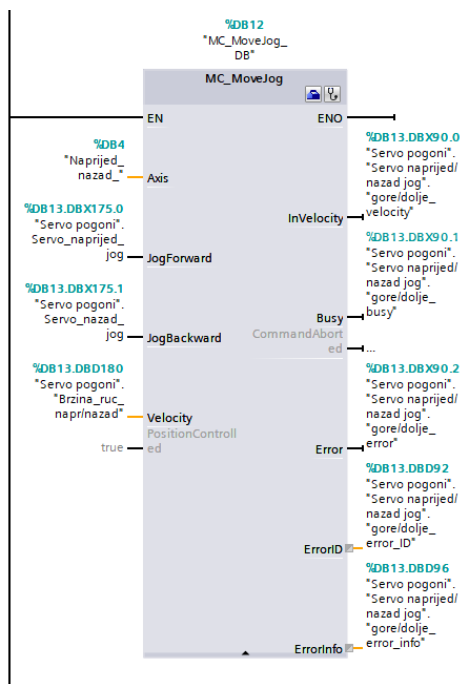 %DB12
"MC_MoveJog_
DB"
MC_MoveJog
EN
ENO
%DB4
"Naprijed_
nazad_"
Axis
%DB13.DBX90.0
"Servo pogoni".
"Servo naprijed/
nazad jog".
"gore/dolje_
velocity"
InVelocity
%DB13.DBX175.0
"Servo pogoni".
Servo_naprijed_
jog
JogForward
%DB13.DBX90.1
"Servo pogoni".
"Servo naprijed/
nazad jog".
"gore/dolje_
busy"
Busy
%DB13.DBX175.1
"Servo pogoni".
Servo_nazad_
jog
JogBackward
CommandAbort
ed
...
%DB13.DBD180
"Servo pogoni".
"Brzina_ruc_
napr/nazad"
Velocity
PositionControll
ed
true
%DB13.DBX90.2
"Servo pogoni".
"Servo naprijed/
nazad jog".
"gore/dolje_
error"
Error
%DB13.DBD92
"Servo pogoni".
"Servo naprijed/
nazad jog".
"gore/dolje_
error_ID"
ErrorID
%DB13.DBD96
"Servo pogoni".
"Servo naprijed/
nazad jog".
"gore/dolje_
error_info"
ErrorInfo